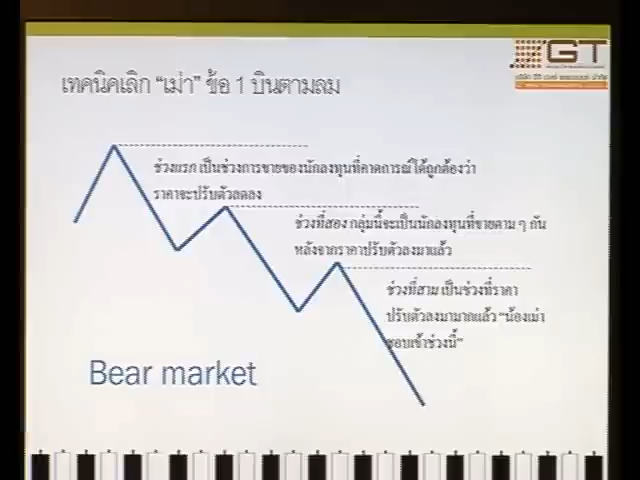 GT
เทคนิคเลิก “เม่า” ข้อ 1 บินตามลม
ช่วงแรก เป็นช่วงการขายของนักลงทุนที่คาดการณ์ได้ถูกต้องว่า
ราคาจะปรับตัวลดลง
ช่วงที่สอง กลุ่มนี้จะเป็นนักลงทุนที่ขายตาม ๆ กัน
หลังจากราคาปรับตัวลงมาแล้ว
ช่วงที่สาม เป็นช่วงที่ราคา
ปรับตัวลงมามากแล้ว “น้องเม่า
ชอบเข้าช่วงนี้”
Bear market